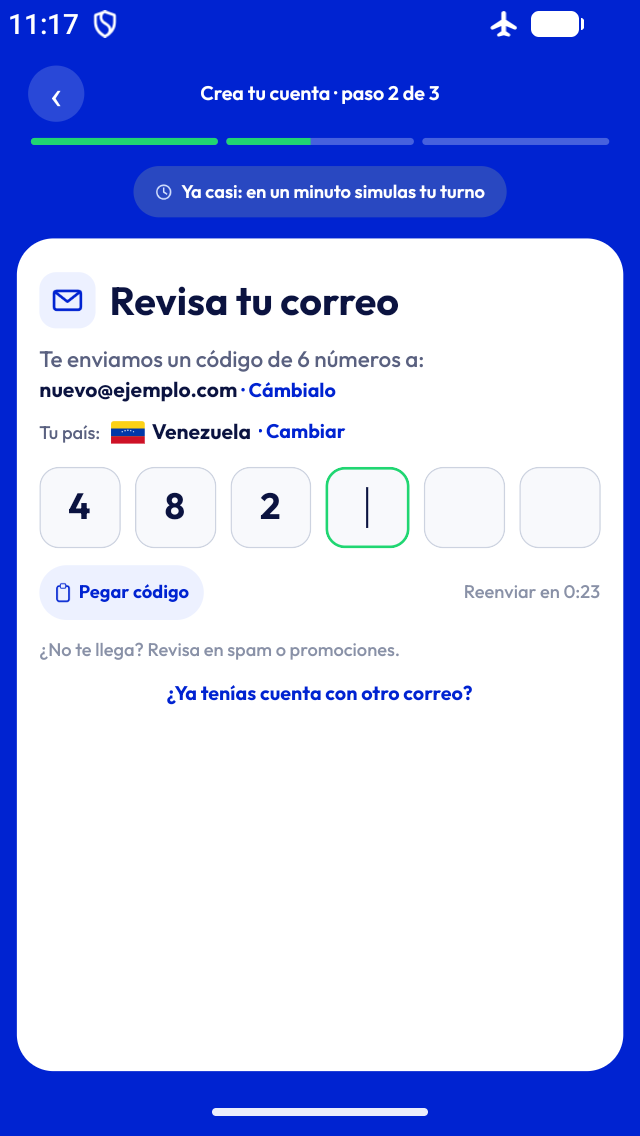 11:17
Crea tu cuenta · paso 2 de 3
Ya casi: en un minuto simulas tu turno
Revisa tu correo
Te enviamos un código de 6 números a:
nuevo@ejemplo.com · Cámbialo
Tu país: Venezuela · Cambiar
4 8 2
Pegar código
Reenviar en 0:23
¿No te llega? Revisa en spam o promociones.
¿Ya tenías cuenta con otro correo?